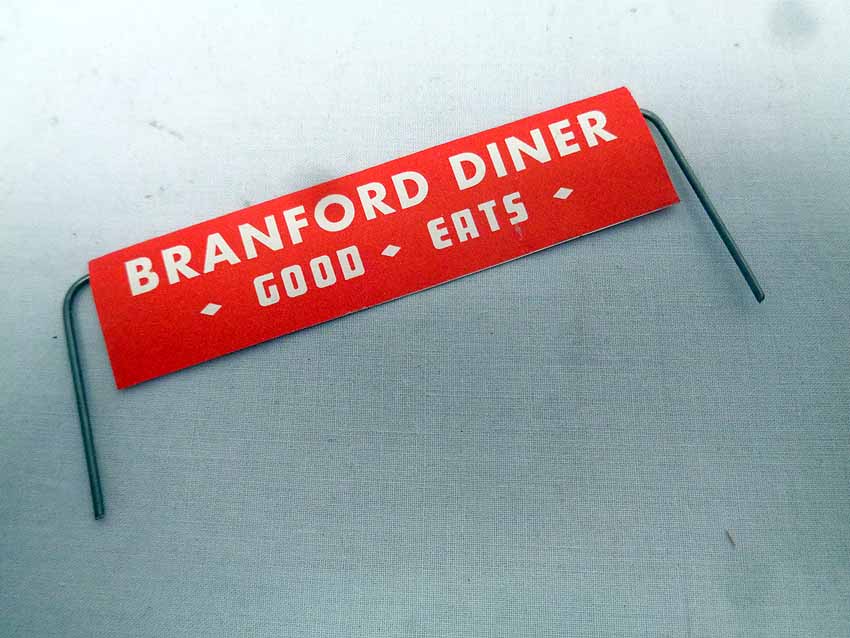 BRANFORD DINER
⬥ GOOD ⬥ EATS ⬥